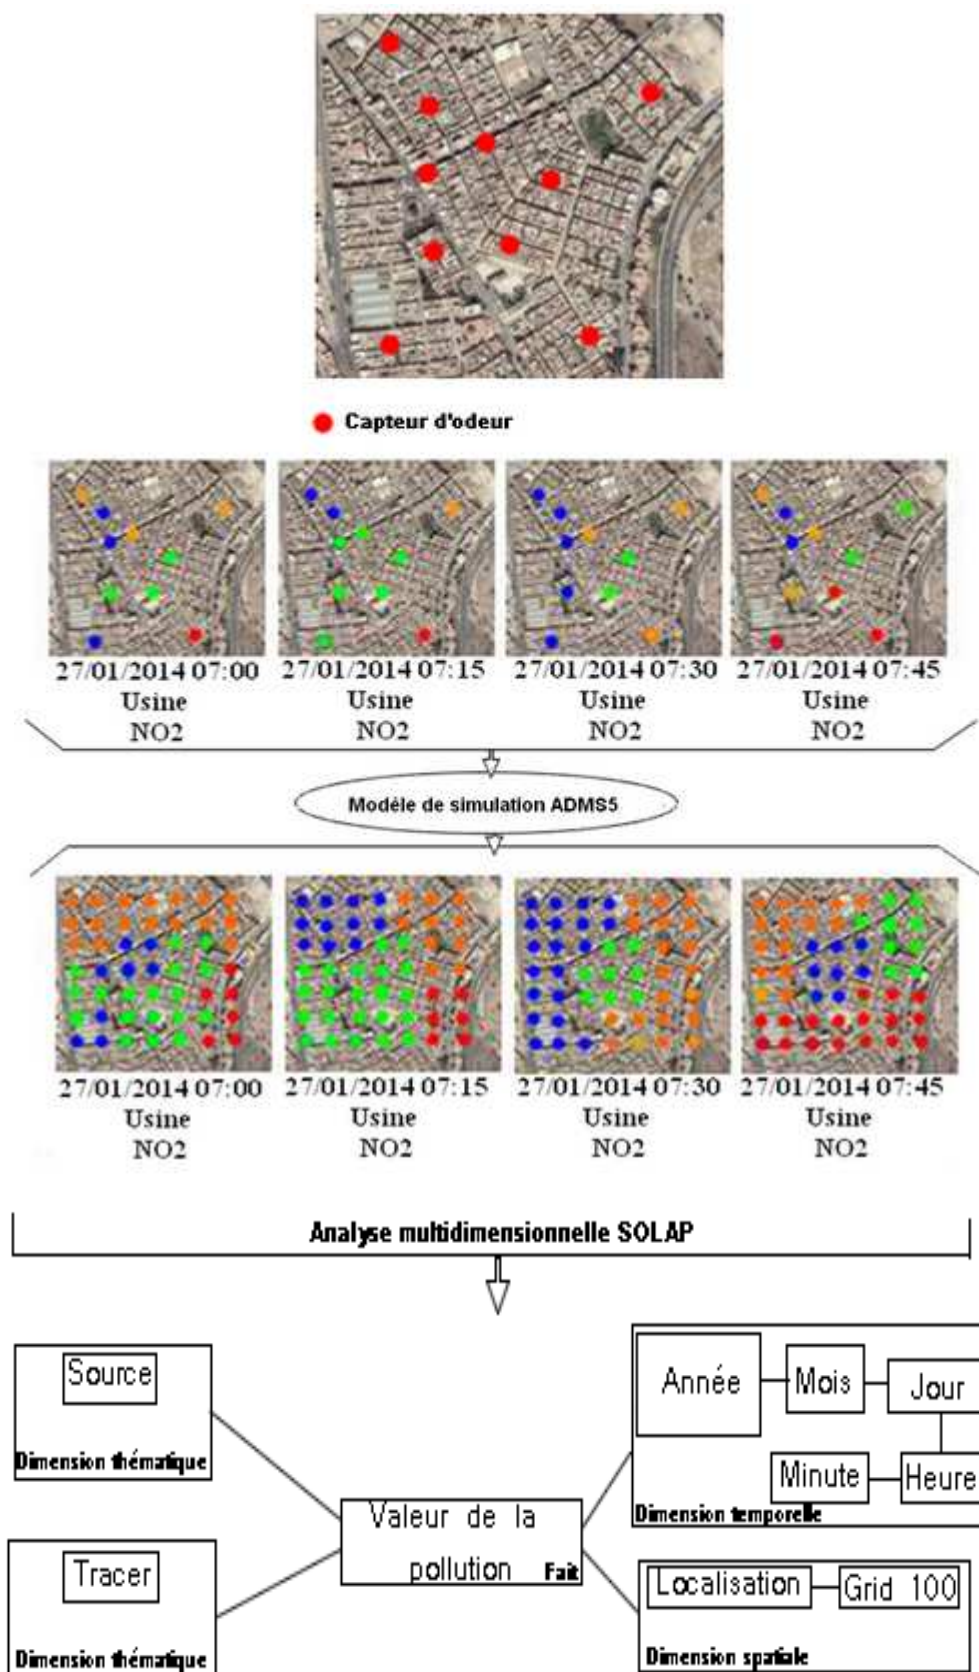 Capteur d'odeur
27/01/2014 07:00
Usine
NO2
27/01/2014 07:15
Usine
NO2
27/01/2014 07:30
Usine
NO2
27/01/2014 07:45
Usine
NO2
Modèle de simulation ADMS5
27/01/2014 07:00
Usine
NO2
27/01/2014 07:15
Usine
NO2
27/01/2014 07:30
Usine
NO2
27/01/2014 07:45
Usine
NO2
Analyse multidimensionnelle SOLAP
Source
Dimension thématique
Tracer
Dimension thématique
Valeur de la
pollution Fait
Année
Mois
Jour
Minute
Heure
Dimension temporelle
Localisation
Grid 100
Dimension spatiale